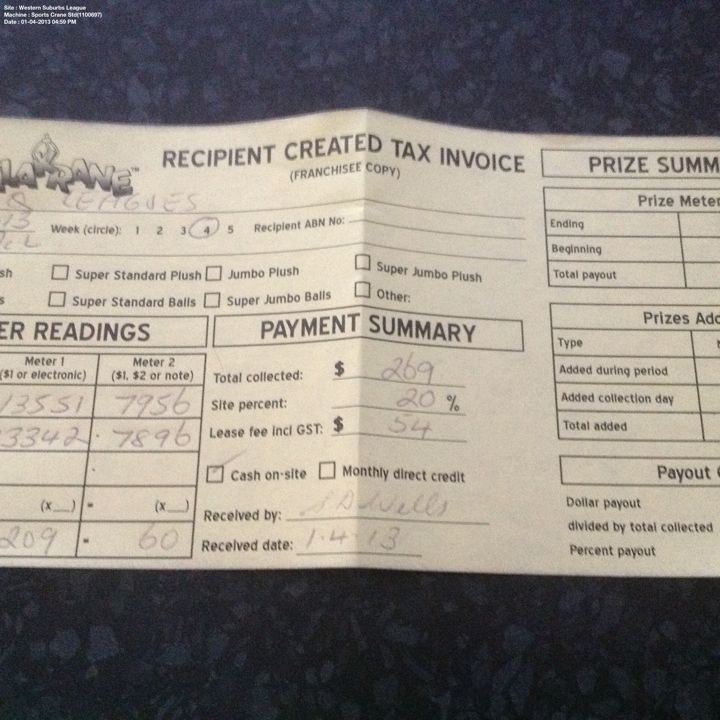 Site : Western Suburbs League
Machine : Sports Crane Std(1100697)
Date : 01-04-2013 04:59 PM
RECIPIENT CREATED TAX INVOICE
(FRANCHISEE COPY)
PRIZE SUMM
LEAGUES
Week (circle): 1 2 3 4 5 Recipient ABN No:
Prize Meter
Ending
Beginning
Total payout
sh Super Standard Plush Jumbo Plush Super Jumbo Plush
s Super Standard Balls Super Jumbo Balls Other:
ER READINGS
PAYMENT SUMMARY
Prizes Add
Type
Added during period
Added collection day
Total added
Meter 1 Meter 2
($1 or electronic) ($1, $2 or note)
13551 7956
3342 7896
(x__) = (x__)
209 = 60
Total collected: $ 269
Site percent: 20 %
Lease fee incl GST: $ 54
Cash on-site Monthly direct credit
Received by: S A Wells
Received date: 1.4.13
Payout
Dollar payout
divided by total collected
Percent payout